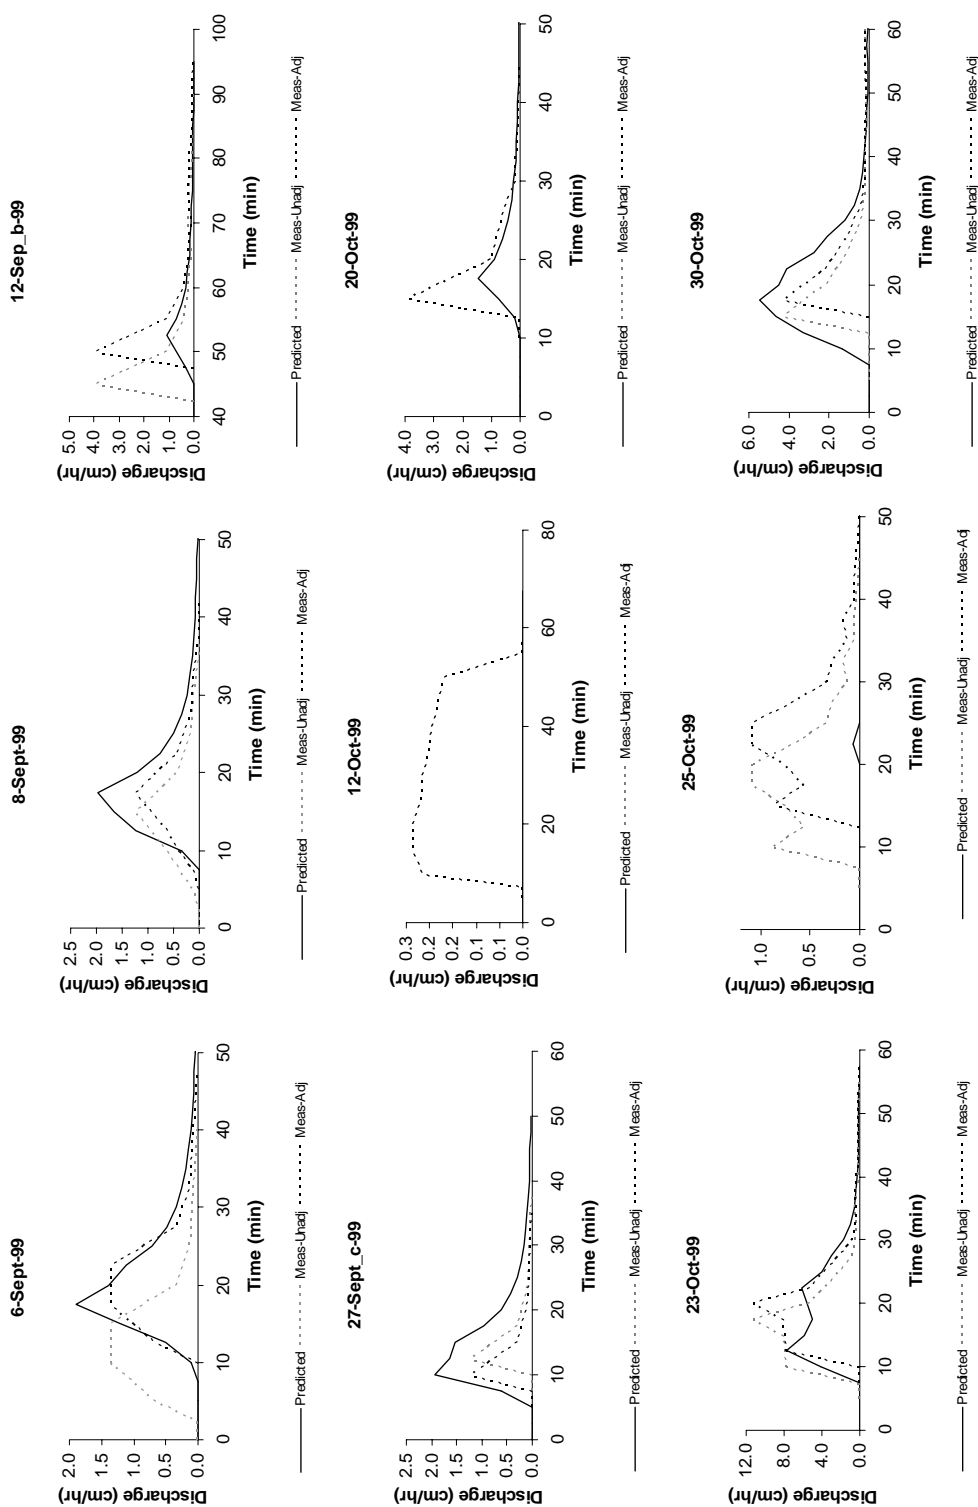 6-Sept-99
Discharge (cm/hr)
2.0
1.5
1.0
0.5
0.0
0 10 20 30 40 50
Time (min)
Predicted Meas-Unadj Meas-Adj
8-Sept-99
Discharge (cm/hr)
2.5
2.0
1.5
1.0
0.5
0.0
0 10 20 30 40 50
Time (min)
Predicted Meas-Unadj Meas-Adj
12-Sep_b-99
Discharge (cm/hr)
5.0
4.0
3.0
2.0
1.0
0.0
40 50 60 70 80 90 100
Time (min)
Predicted Meas-Unadj Meas-Adj
27-Sept_c-99
Discharge (cm/hr)
2.5
2.0
1.5
1.0
0.5
0.0
0 10 20 30 40 50 60
Time (min)
Predicted Meas-Unadj Meas-Adj
12-Oct-99
Discharge (cm/hr)
0.3
0.2
0.2
0.1
0.1
0.0
0 20 40 60 80
Time (min)
Predicted Meas-Unadj Meas-Adj
20-Oct-99
Discharge (cm/hr)
4.0
3.0
2.0
1.0
0.0
0 10 20 30 40 50
Time (min)
Predicted Meas-Unadj Meas-Adj
23-Oct-99
Discharge (cm/hr)
12.0
8.0
4.0
0.0
0 10 20 30 40 50 60
Time (min)
Predicted Meas-Unadj Meas-Adj
25-Oct-99
Discharge (cm/hr)
1.0
0.5
0.0
0 10 20 30 40 50
Time (min)
Predicted Meas-Unadj Meas-Adj
30-Oct-99
Discharge (cm/hr)
6.0
4.0
2.0
0.0
0 10 20 30 40 50 60
Time (min)
Predicted Meas-Unadj Meas-Adj